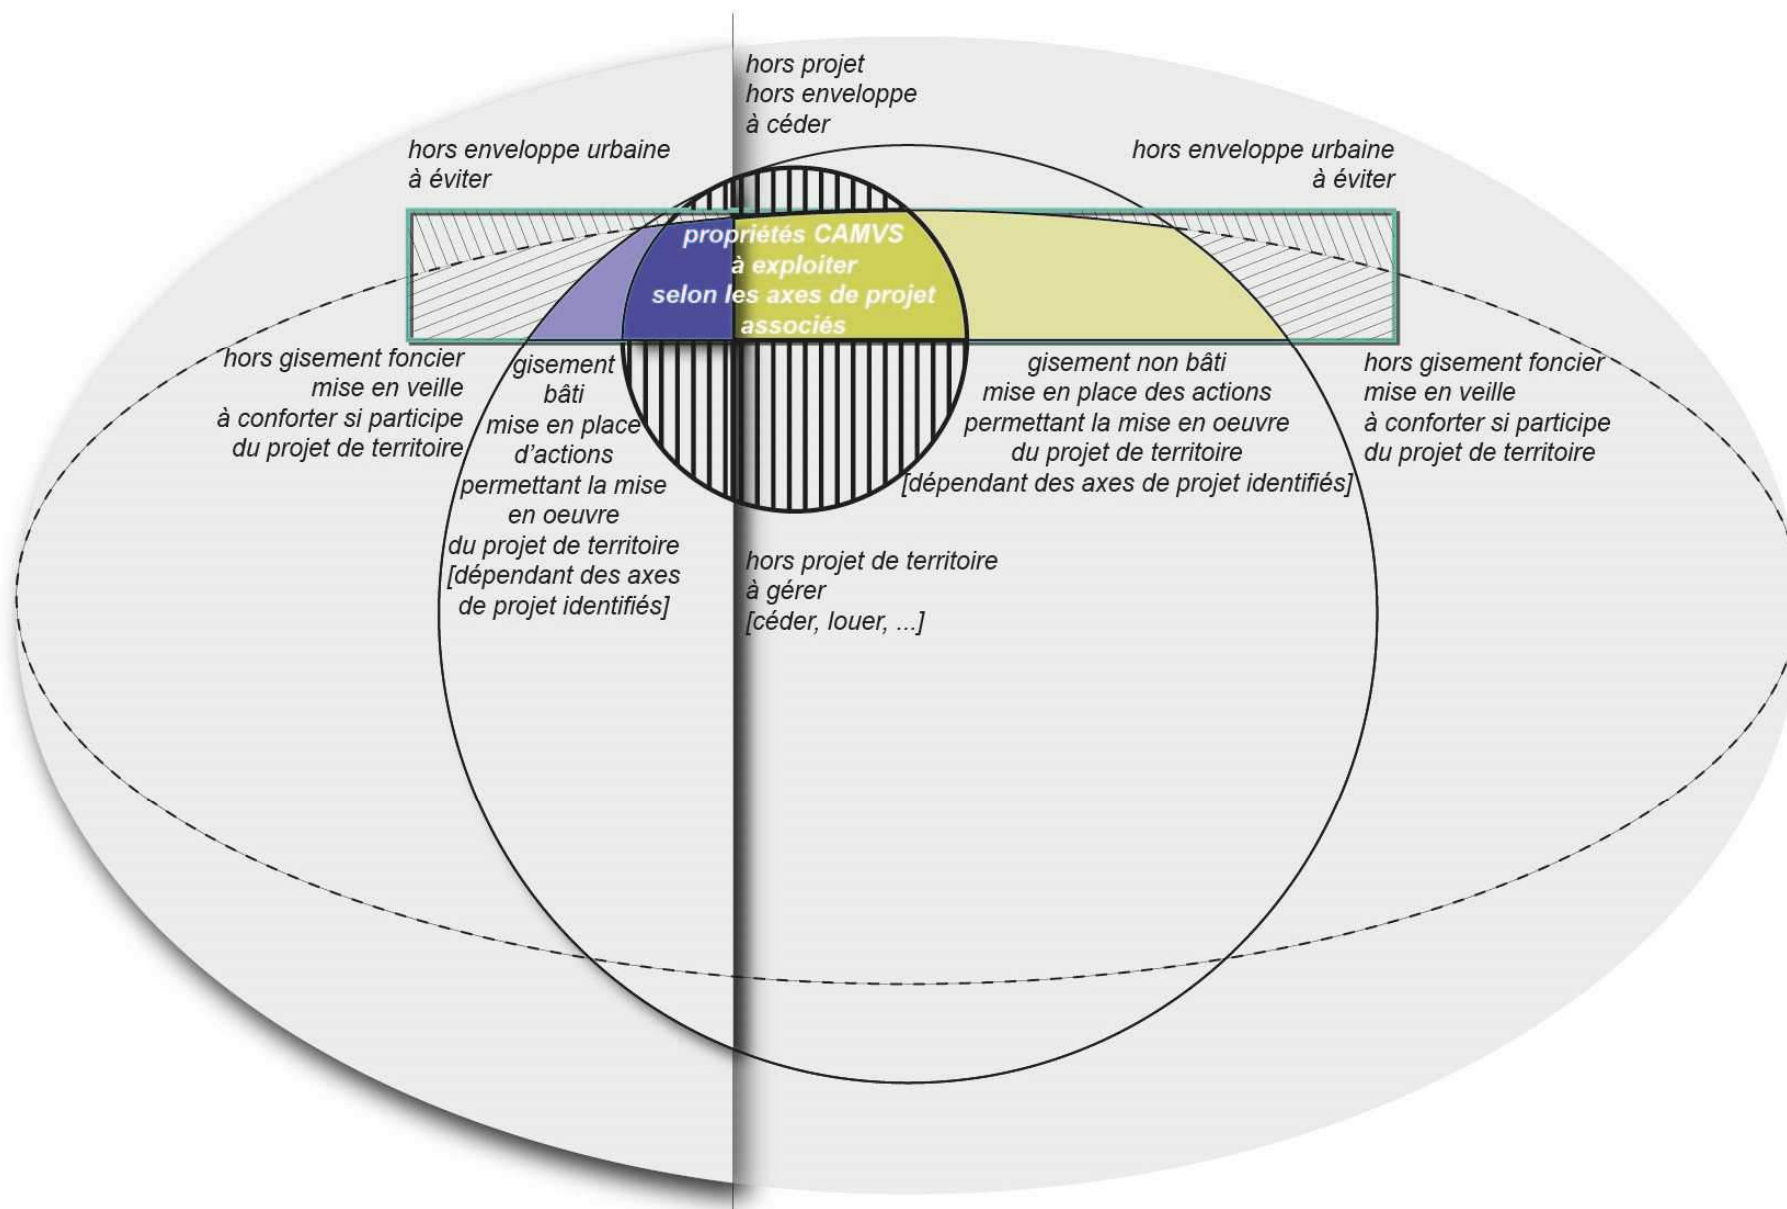 hors projet
hors enveloppe
à céder
hors enveloppe urbaine
à éviter
hors enveloppe urbaine
à éviter
propriétés CAMVS
à exploiter
selon les axes de projet
associés
hors gisement foncier
mise en veille
à conforter si participe
du projet de territoire
gisement
bâti
mise en place
d'actions
permettant la mise
en oeuvre
du projet de territoire
[dépendant des axes
de projet identifiés]
gisement non bâti
mise en place des actions
permettant la mise en oeuvre
du projet de territoire
[dépendant des axes de projet identifiés]
hors gisement foncier
mise en veille
à conforter si participe
du projet de territoire
hors projet de territoire
à gérer
[céder, louer, ...]